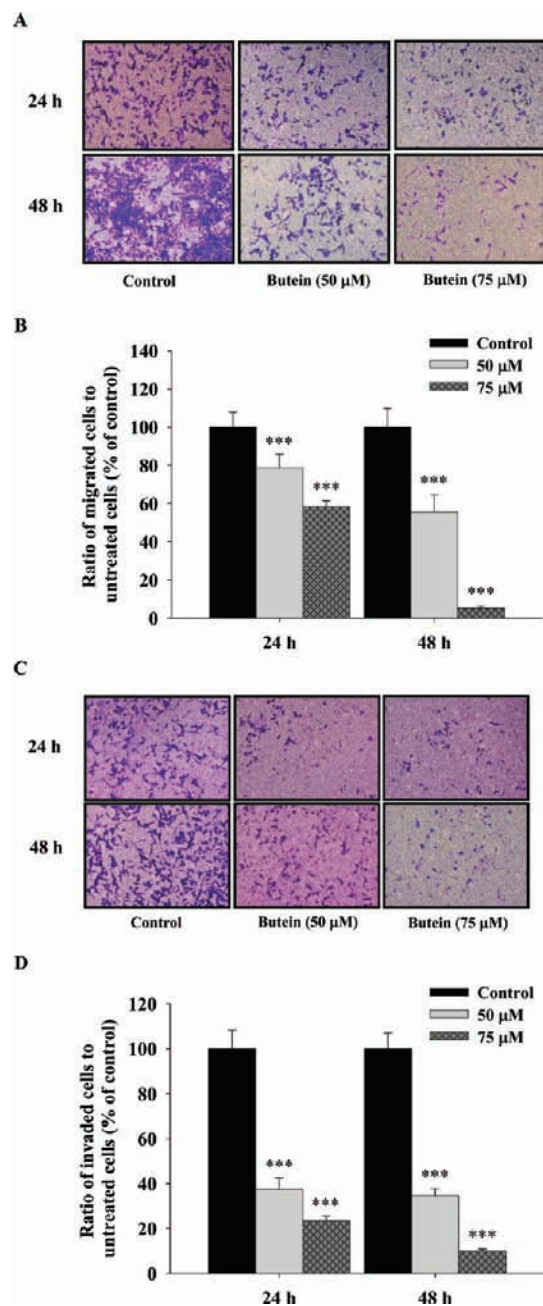 A
24 h
48 h
Control
Butein (50 μM)
Butein (75 μM)
B
Ratio of migrated cells to
untreated cells (% of control)
140
120
100
80
60
40
20
0
Control
50 μM
75 μM
***
***
***
***
24 h
48 h
C
24 h
48 h
Control
Butein (50 μM)
Butein (75 μM)
D
Ratio of invaded cells to
untreated cells (% of control)
120
100
80
60
40
20
0
Control
50 μM
75 μM
***
***
***
***
24 h
48 h